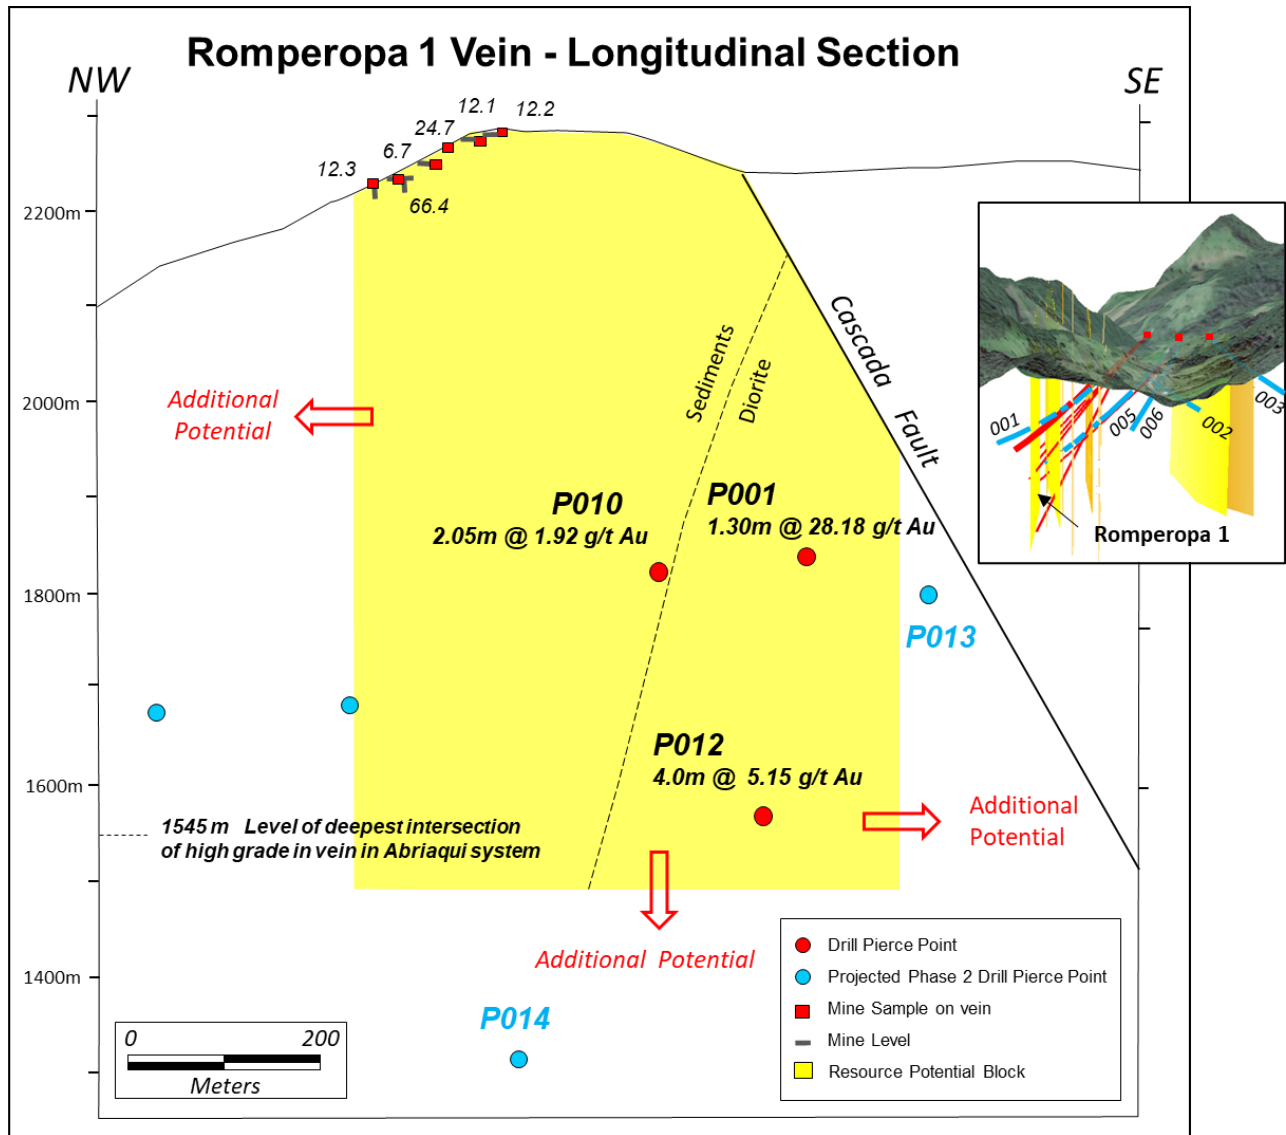 Romperopa 1 Vein - Longitudinal Section
NW
SE
12.1
12.2
24.7
6.7
12.3
66.4
2200m
2000m
1800m
1600m
1400m
Additional
Potential
Sediments
Diorite
Cascada Fault
P010
2.05m @ 1.92 g/t Au
P001
1.30m @ 28.18 g/t Au
P013
P012
4.0m @ 5.15 g/t Au
Additional
Potential
1545 m Level of deepest intersection
of high grade in vein in Abriaqui system
Additional Potential
P014
001
005
006
002
003
Romperopa 1
0
200
Meters
Drill Pierce Point
Projected Phase 2 Drill Pierce Point
Mine Sample on vein
Mine Level
Resource Potential Block